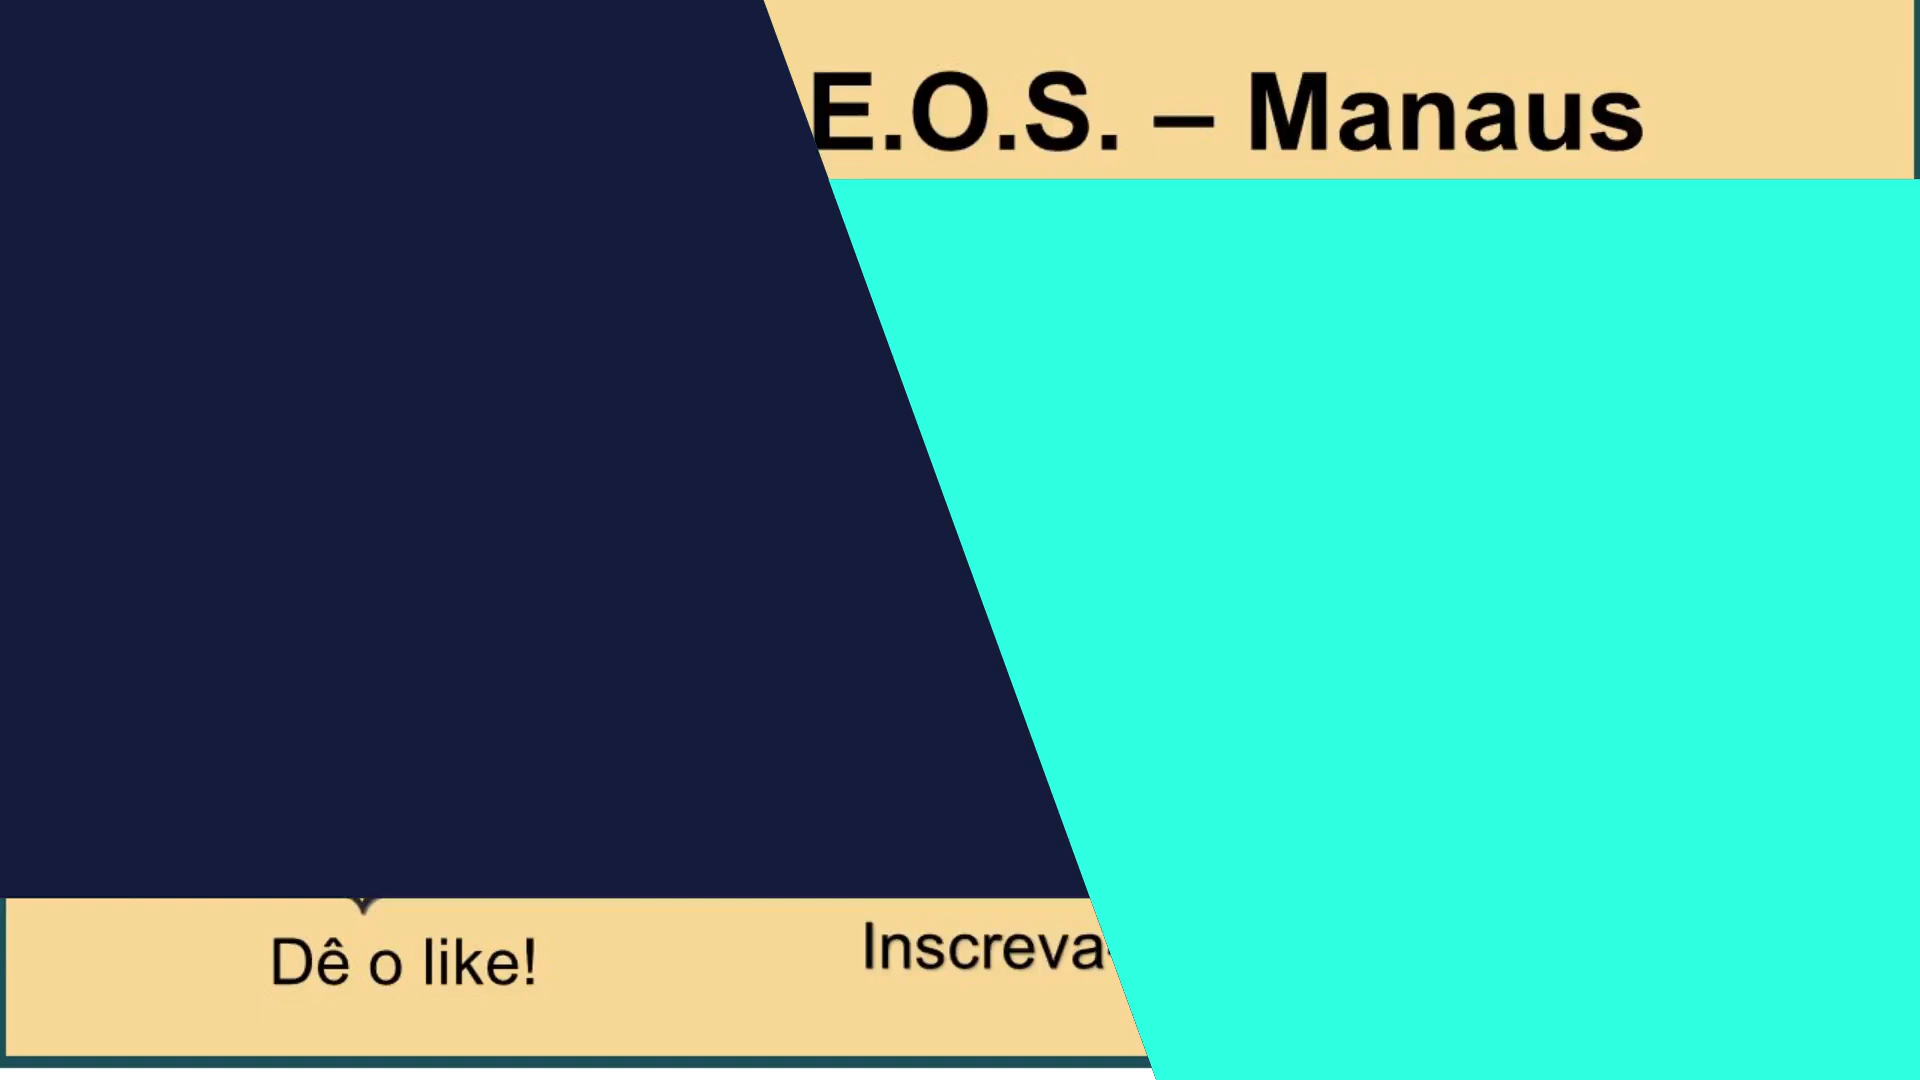 E.O.S. – Manaus
Dê o like!
Inscreva-